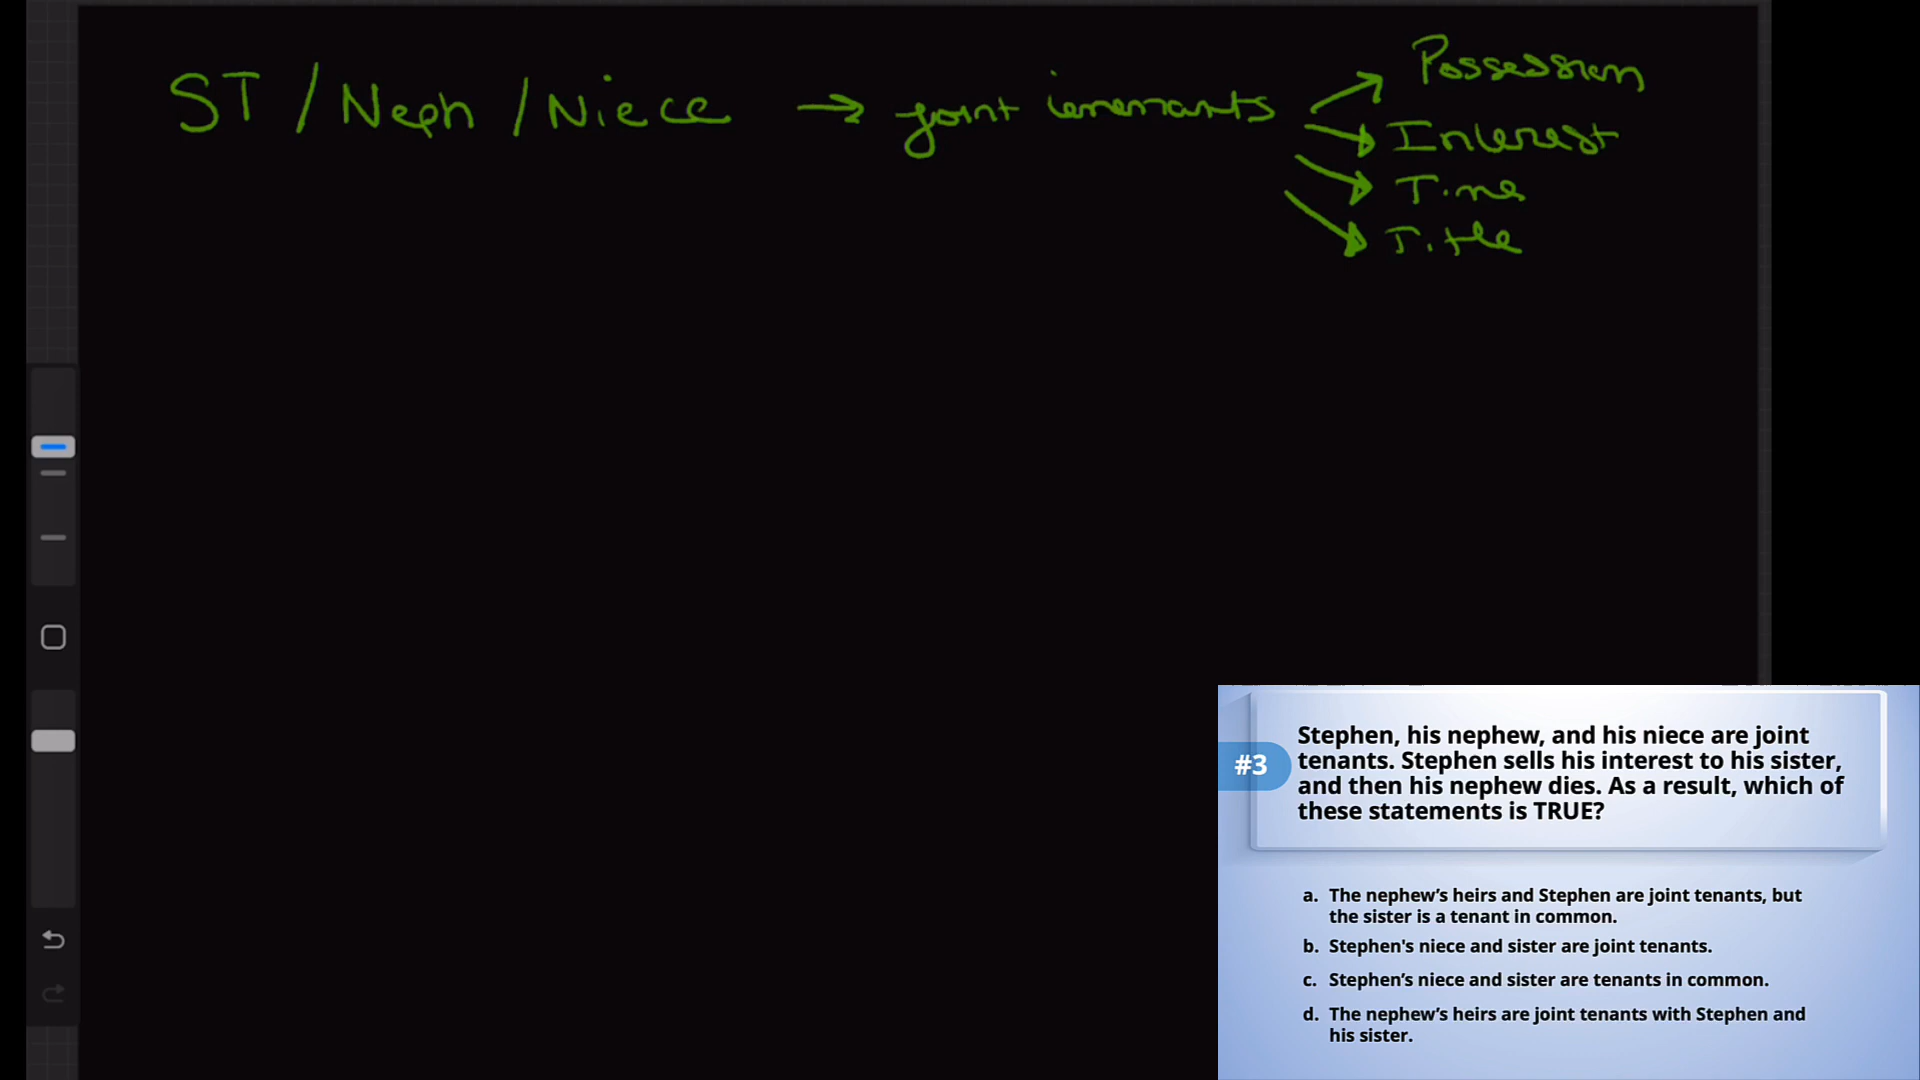 ST / Neph / Niece → joint tenants
Possession
Interest
Time
Title
#3
Stephen, his nephew, and his niece are joint
tenants. Stephen sells his interest to his sister,
and then his nephew dies. As a result, which of
these statements is TRUE?
a. The nephew’s heirs and Stephen are joint tenants, but
the sister is a tenant in common.
b. Stephen's niece and sister are joint tenants.
c. Stephen’s niece and sister are tenants in common.
d. The nephew’s heirs are joint tenants with Stephen and
his sister.